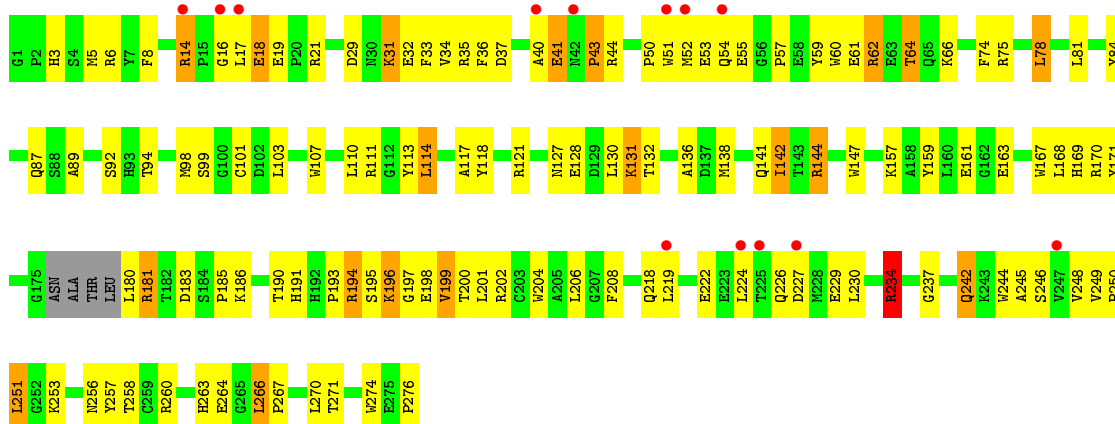 G1 P2 H3 S4 M5 R6 Y7 F8 R14 P15 G16 L17 E18 E19 P20 R21 D29 N30 K31 E32 F33 V34 R35 F36 D37 A40 E41 N42 P43 R44 P50 W51 M52 E53 Q54 E55 G56 P57 E58 Y59 W60 E61 R62 E63 T64 Q65 K66 F74 R75 L78 L81
Q87 S88 A89 S92 H93 T94 M98 S99 G100 C101 D102 L103 W107 L110 R111 G112 Y113 L114 A117 Y118 R121 N127 E128 D129 L130 K131 T132 A136 D137 M138 Q141 I142 T143 R144 W147 K157 A158 Y159 L160 E161 G162 E163 W167 L168 H169 R170
G175 ASN ALA THR LEU L180 R181 T182 D183 S184 P185 K186 T190 H191 H192 P193 R194 S195 K196 G197 E198 V199 T200 L201 R202 C203 W204 A205 L206 G207 F208 Q218 L219 E222 E223 L224 T225 Q226 D227 M228 E229 L230 R234 G237 Q242 K243 W244 A245 S246 V247 V248 V249 P250
L251 G252 K253 N256 Y257 T258 C259 R260 H263 E264 G265 L266 P267 L270 T271 W274 E275 P276